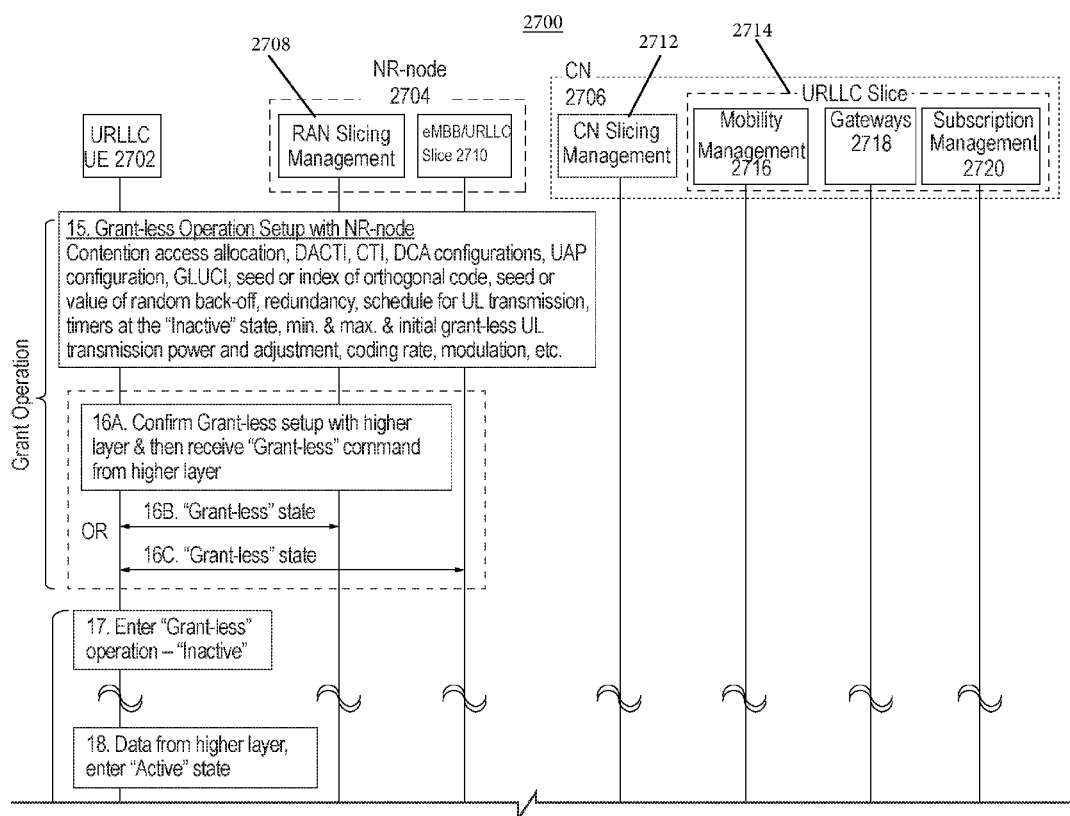 2700
2708
2712
2714
NR-node
2704
CN
2706
URLLC Slice
URLLC
UE 2702
RAN Slicing
Management
eMBB/URLLC
Slice 2710
CN Slicing
Management
Mobility
Management
2716
Gateways
2718
Subscription
Management
2720
Grant Operation
15. Grant-less Operation Setup with NR-node
Contention access allocation, DACTI, CTI, DCA configurations, UAP
configuration, GLUCI, seed or index of orthogonal code, seed or
value of random back-off, redundancy, schedule for UL transmission,
timers at the “Inactive” state, min. & max. & initial grant-less UL
transmission power and adjustment, coding rate, modulation, etc.
16A. Confirm Grant-less setup with higher
layer & then receive “Grant-less” command
from higher layer
OR
16B. “Grant-less” state
16C. “Grant-less” state
17. Enter “Grant-less”
operation – “Inactive”
18. Data from higher layer,
enter “Active” state